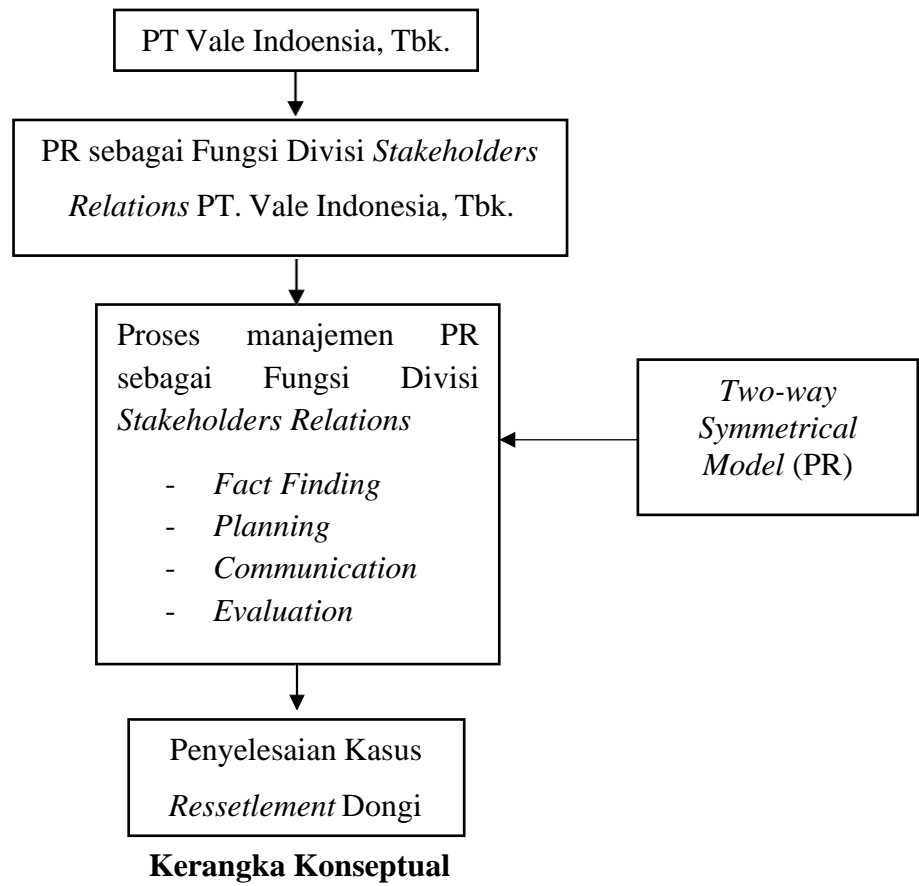 PT Vale Indoensia, Tbk.
PR sebagai Fungsi Divisi Stakeholders
Relations PT. Vale Indonesia, Tbk.
Proses manajemen PR
sebagai Fungsi Divisi
Stakeholders Relations
- Fact Finding
- Planning
- Communication
- Evaluation
Two-way
Symmetrical
Model (PR)
Penyelesaian Kasus
Ressetlement Dongi
Kerangka Konseptual